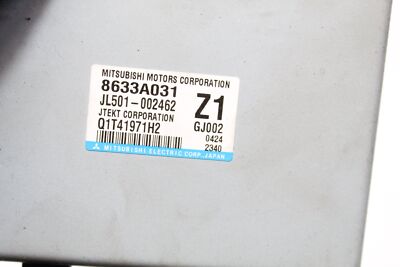 MITSUBISHI MOTORS CORPORATION
8633A031
JL501-002462 Z1
JTEKT CORPORATION GJ002
Q1T41971H2 0424
2340
MITSUBISHI ELECTRIC CORP., JAPAN